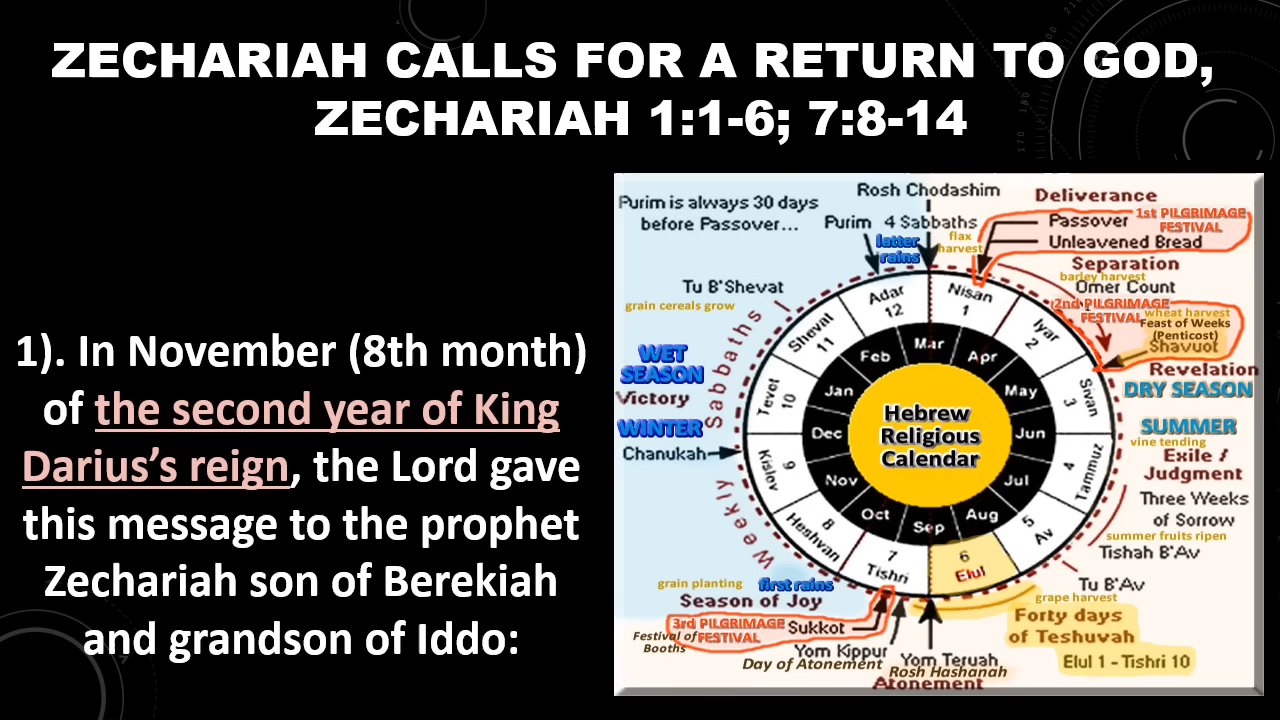 ZECHARIAH CALLS FOR A RETURN TO GOD,
ZECHARIAH 1:1-6; 7:8-14
1). In November (8th month)
of the second year of King
Darius’s reign, the Lord gave
this message to the prophet
Zechariah son of Berekiah
and grandson of Iddo:
Purim is always 30 days
before Passover...
Rosh Chodashim
Purim 4 Sabbaths
latter
rains
flax
harvest
Deliverance
Passover
1st PILGRIMAGE
FESTIVAL
Unleavened Bread
Separation
barley harvest
Omer Count
2nd PILGRIMAGE
FESTIVAL
wheat harvest
Feast of Weeks
(Penticost)
Shavuot
Revelation
DRY SEASON
SUMMER
vine tending
Exile /
Judgment
Three Weeks
of Sorrow
summer fruits ripen
Tishah B'Av
Tu B'Av
grape harvest
Forty days
of Teshuvah
Elul 1 - Tishri 10
Tu B'Shevat
grain cereals grow
WET
SEASON
Victory
WINTER
Chanukah
Weekly Sabbaths
grain planting
first rains
Season of Joy
3rd PILGRIMAGE
FESTIVAL
Sukkot
Festival of
Booths
Yom Kippur
Day of Atonement
Yom Teruah
Rosh Hashanah
Atonement
Nisan
1
Iyar
2
Sivan
3
Tammuz
4
Av
5
Elul
6
Tishri
7
Heshvan
8
Kislev
9
Tevet
10
Shevat
11
Adar
12
Mar
Apr
May
Jun
Jul
Aug
Sep
Oct
Nov
Dec
Jan
Feb
Hebrew
Religious
Calendar